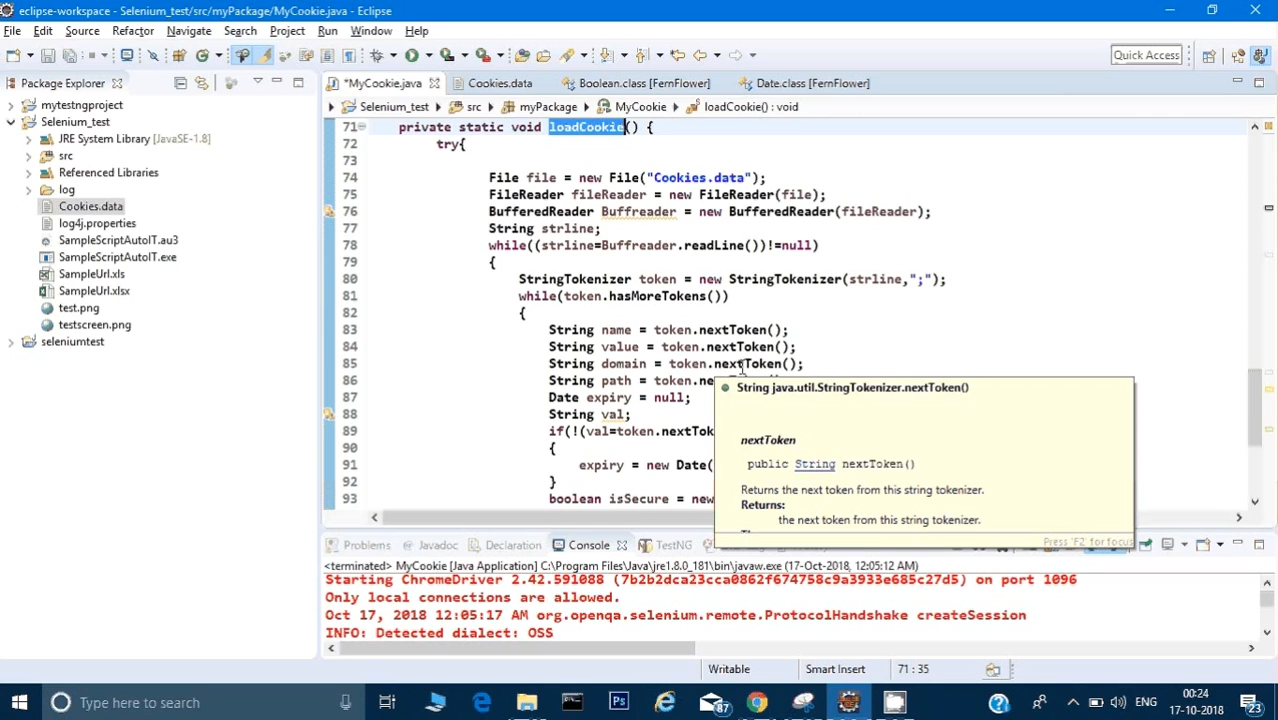 eclipse-workspace - Selenium_test/src/myPackage/MyCookie.java - Eclipse
File Edit Source Refactor Navigate Search Project Run Window Help
Quick Access
Package Explorer
*MyCookie.java Cookies.data Boolean.class [FernFlower] Date.class [FernFlower]
mytestngproject
Selenium_test
JRE System Library [JavaSE-1.8]
src
Referenced Libraries
log
Cookies.data
log4j.properties
SampleScriptAutoIT.au3
SampleScriptAutoIT.exe
SampleUrl.xls
SampleUrl.xlsx
test.png
testscreen.png
seleniumtest
Selenium_test src myPackage MyCookie loadCookie() : void
71 private static void loadCookie() {
72 try{
73
74 File file = new File("Cookies.data");
75 FileReader fileReader = new FileReader(file);
76 BufferedReader Buffreader = new BufferedReader(fileReader);
77 String strline;
78 while((strline=Buffreader.readLine())!=null)
79 {
80 StringTokenizer token = new StringTokenizer(strline,";");
81 while(token.hasMoreTokens())
82 {
83 String name = token.nextToken();
84 String value = token.nextToken();
85 String domain = token.nextToken();
86 String path = token.ne
87 Date expiry = null;
88 String val;
89 if(!(val=token.nextTok
90 {
91 expiry = new Date(
92 }
93 boolean isSecure = new
String java.util.StringTokenizer.nextToken()
nextToken
public String nextToken()
Returns the next token from this string tokenizer.
Returns:
the next token from this string tokenizer.
Press 'F2' for focus
Problems Javadoc Declaration Console TestNG
<terminated> MyCookie [Java Application] C:\Program Files\Java\jre1.8.0_181\bin\javaw.exe (17-Oct-2018, 12:05:12 AM)
Starting ChromeDriver 2.42.591088 (7b2b2dca23cca0862f674758c9a3933e685c27d5) on port 1096
Only local connections are allowed.
Oct 17, 2018 12:05:17 AM org.openqa.selenium.remote.ProtocolHandshake createSession
INFO: Detected dialect: OSS
Writable Smart Insert 71 : 35
Type here to search
87
ENG
00:24
17-10-2018
23